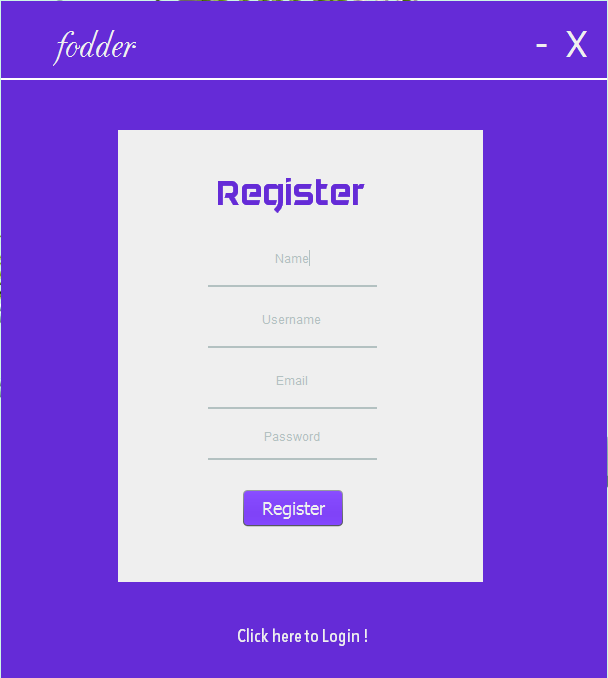 fodder
- X
Register
Name
Username
Email
Password
Register
Click here to Login !